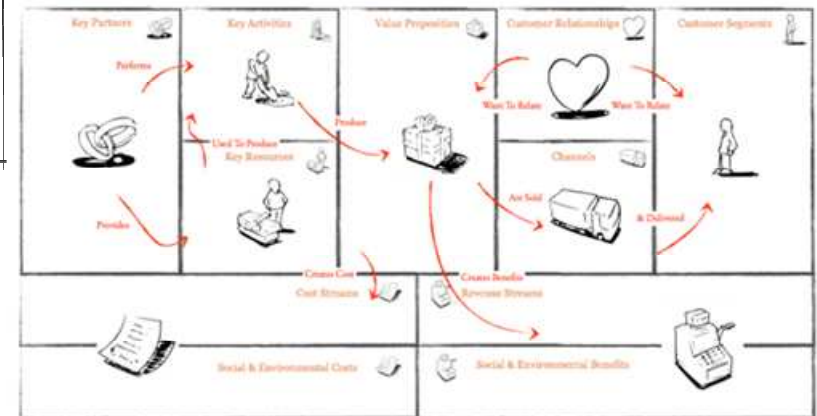 Key Partners
Key Activities
Value Proposition
Customer Relationships
Customer Segments
Performs
Want To Relate
Want To Relate
Produce
Used To Produce
Key Resources
Channels
Are Sold
& Delivered
Provides
Creates Cost
Creates Benefits
Cost Streams
Revenue Streams
Social & Environmental Costs
Social & Environmental Benefits